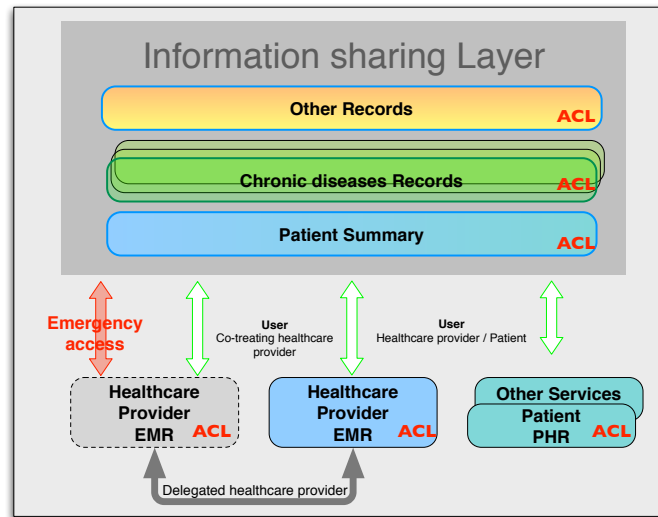 Information sharing Layer
Other Records
ACL
Chronic diseases Records
ACL
Patient Summary
ACL
Emergency
access
User
Co-treating healthcare
provider
User
Healthcare provider / Patient
Healthcare
Provider
EMR
ACL
Healthcare
Provider
EMR
ACL
Other Services
Patient
PHR
ACL
Delegated healthcare provider